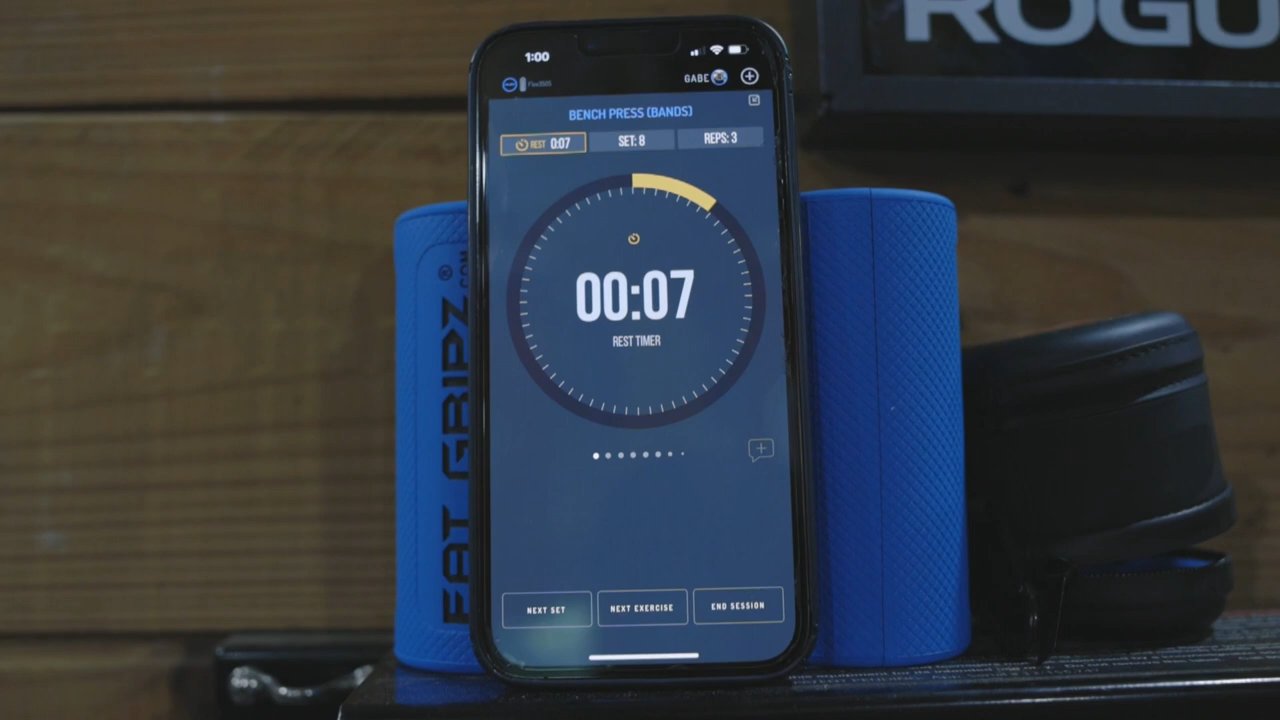 ROGU
1:00
GABE
BENCH PRESS (BANDS)
REST 0:07
SET: 8
REPS: 3
00:07
REST TIMER
NEXT SET
NEXT EXERCISE
END SESSION
FAT GRIPZ®
.COM